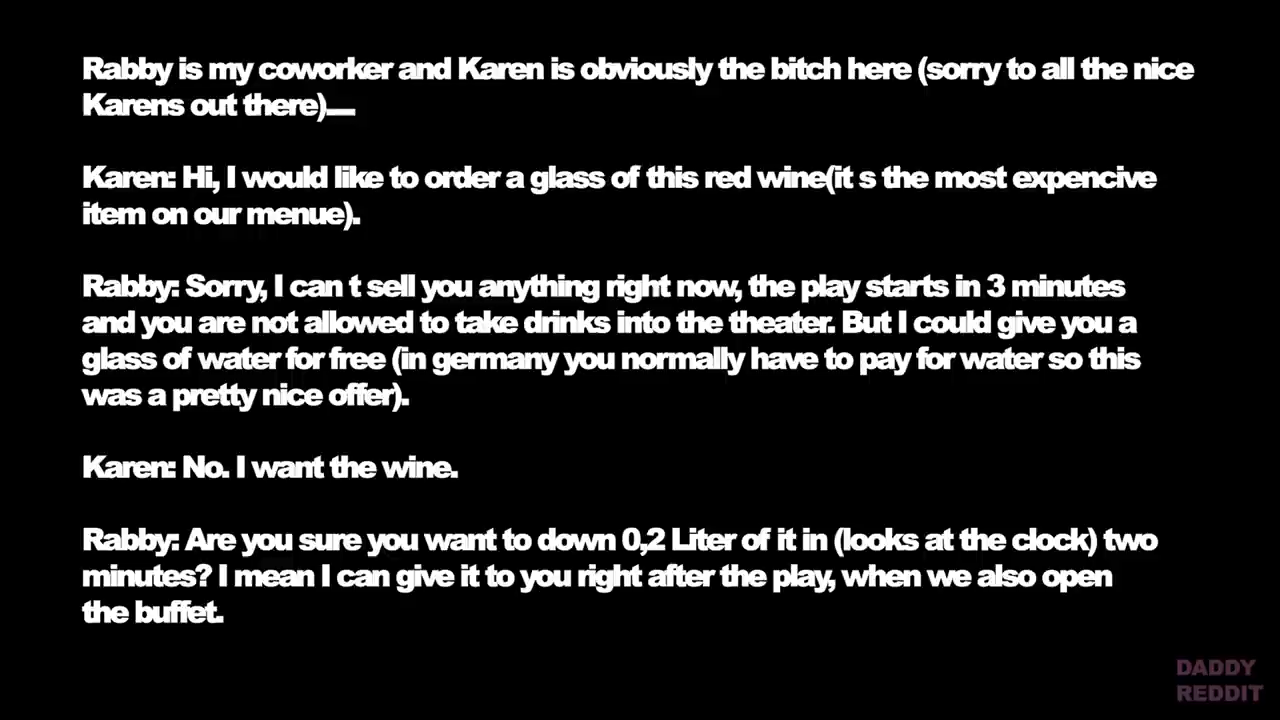 Rabby is my coworker and Karen is obviously the bitch here (sorry to all the nice
Karens out there)....
Karen: Hi, I would like to order a glass of this red wine(it s the most expencive
item on our menue).
Rabby: Sorry, I can t sell you anything right now, the play starts in 3 minutes
and you are not allowed to take drinks into the theater. But I could give you a
glass of water for free (in germany you normally have to pay for water so this
was a pretty nice offer).
Karen: No. I want the wine.
Rabby: Are you sure you want to down 0,2 Liter of it in (looks at the clock) two
minutes? I mean I can give it to you right after the play, when we also open
the buffet.
DADDY
REDDIT